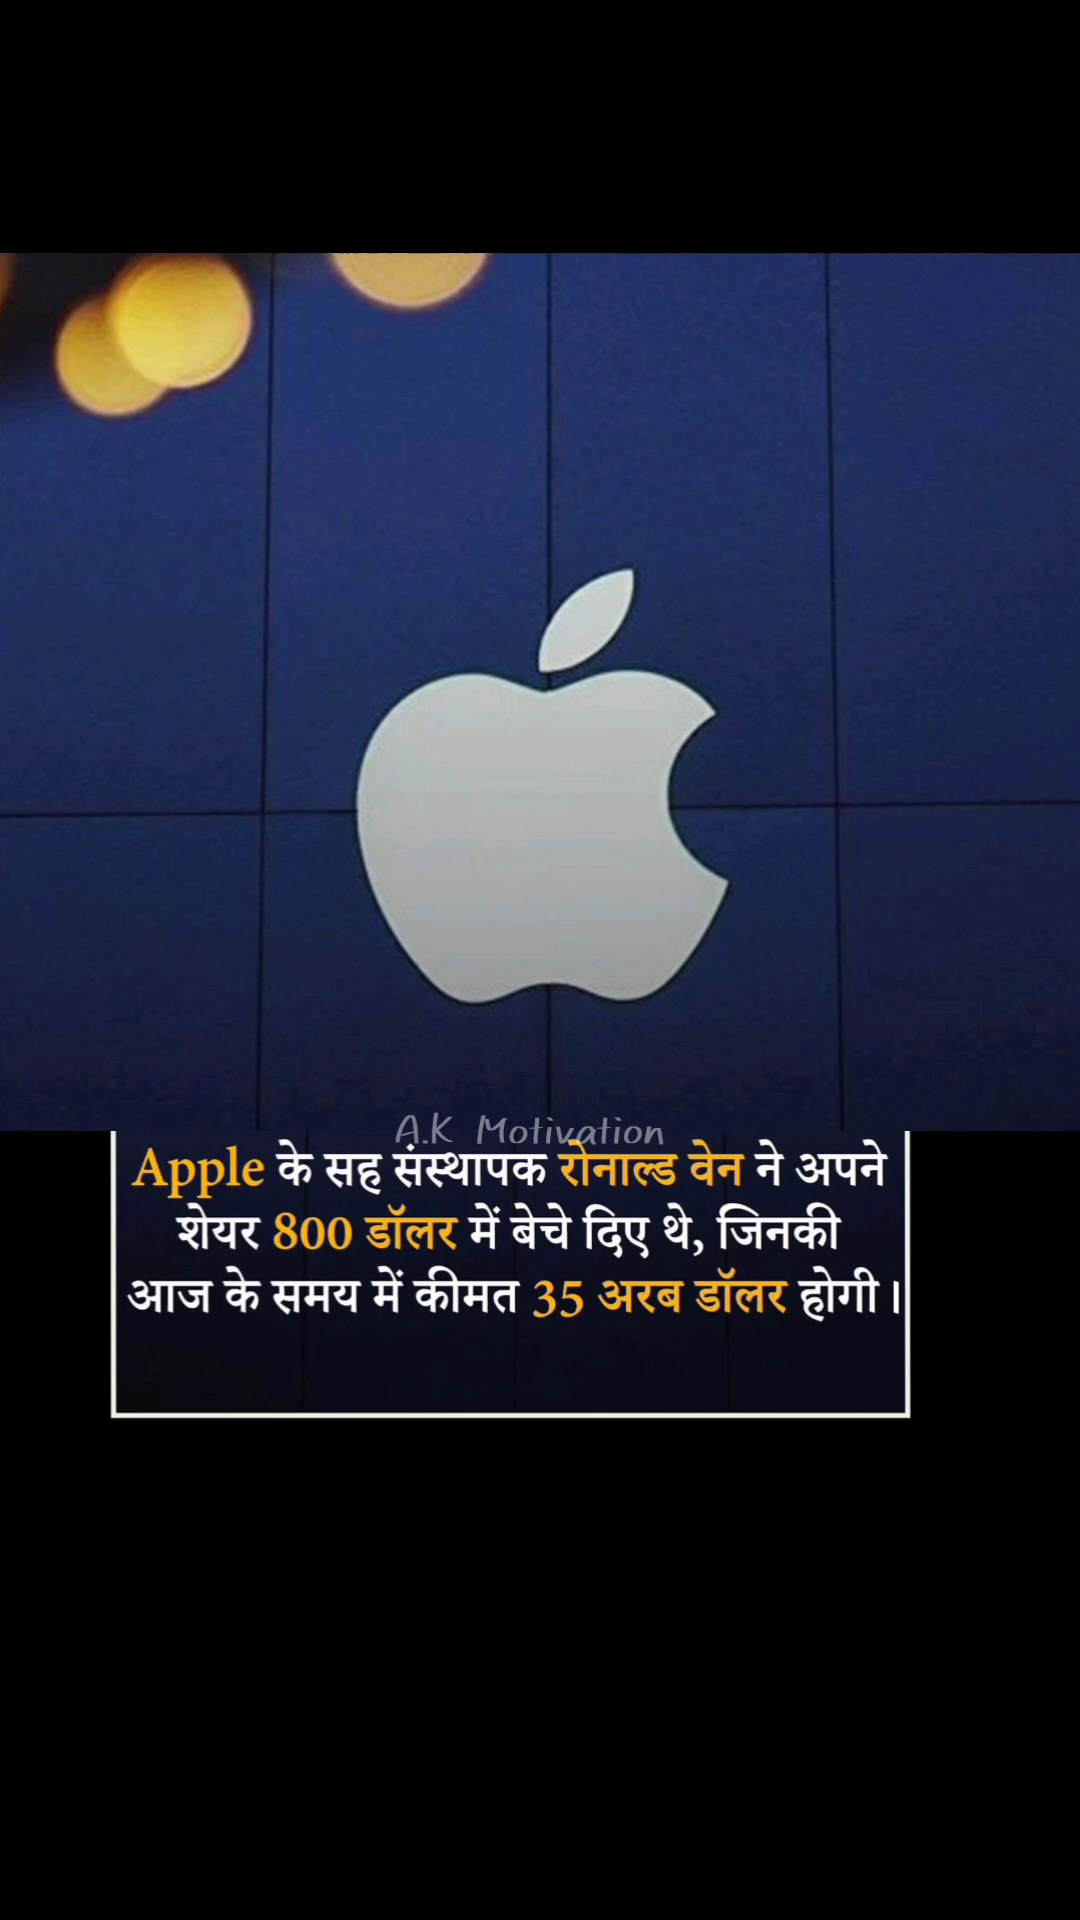 A.K Motivation
Apple के सह संस्थापक रोनाल्ड वेन ने अपने
शेयर 800 डॉलर में बेचे दिए थे, जिनकी
आज के समय में कीमत 35 अरब डॉलर होगी।